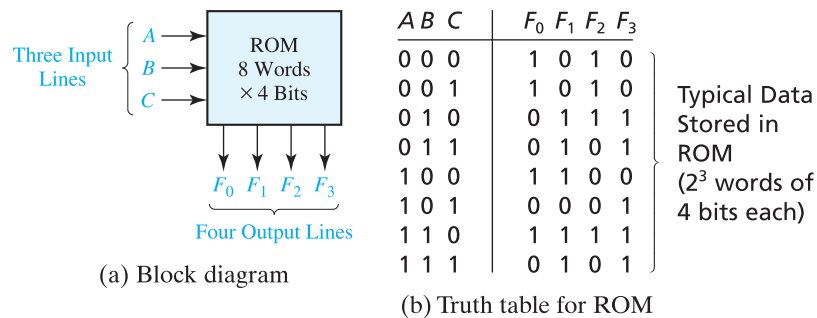 Three Input
Lines
A
B
C
ROM
8 Words
× 4 Bits
F₀ F₁ F₂ F₃
Four Output Lines
(a) Block diagram
A B C F₀ F₁ F₂ F₃
0 0 0 1 0 1 0
0 0 1 1 0 1 0
0 1 0 0 1 1 1
0 1 1 0 1 0 1
1 0 0 1 1 0 0
1 0 1 0 0 0 1
1 1 0 1 1 1 1
1 1 1 0 1 0 1
Typical Data
Stored in
ROM
(2³ words of
4 bits each)
(b) Truth table for ROM